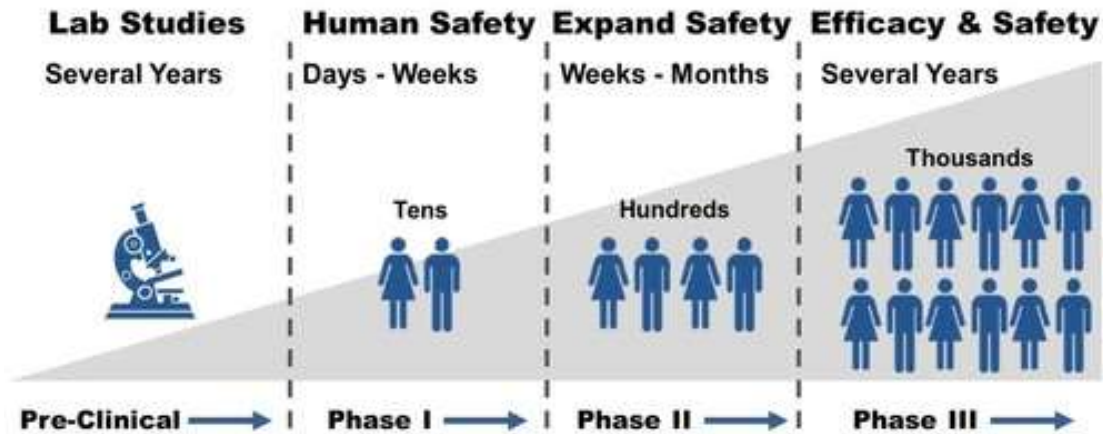 Lab Studies
Several Years
Pre-Clinical
Human Safety
Days - Weeks
Tens
Phase I
Expand Safety
Weeks - Months
Hundreds
Phase II
Efficacy & Safety
Several Years
Thousands
Phase III